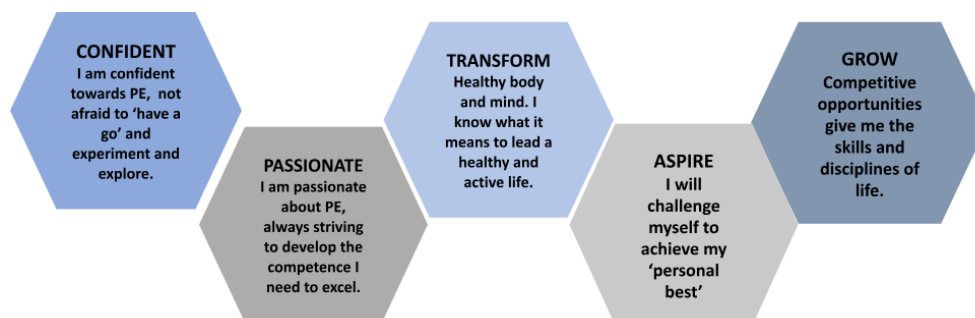 CONFIDENT
I am confident
towards PE, not
afraid to ‘have a
go’ and
experiment and
explore.
PASSIONATE
I am passionate
about PE,
always striving
to develop the
competence I
need to excel.
TRANSFORM
Healthy body
and mind. I
know what it
means to lead a
healthy and
active life.
ASPIRE
I will
challenge
myself to
achieve my
‘personal
best’
GROW
Competitive
opportunities
give me the
skills and
disciplines of
life.